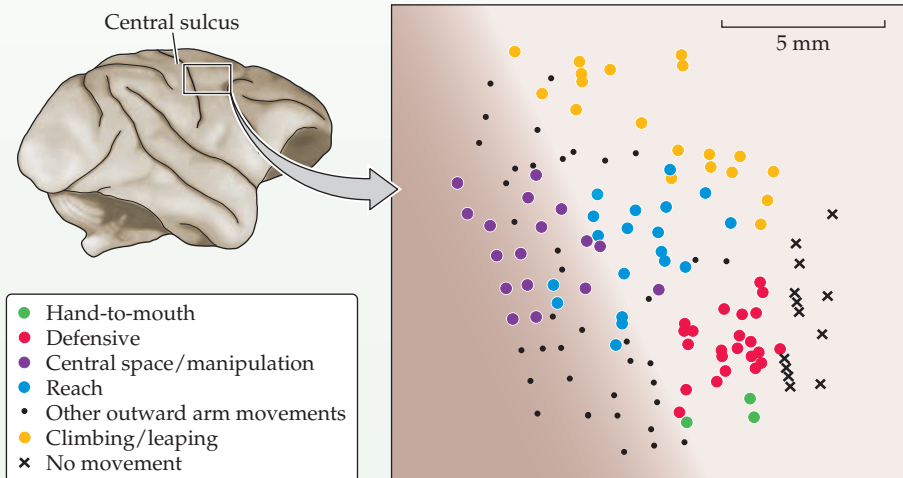 Central sulcus
5 mm
Hand-to-mouth
Defensive
Central space/manipulation
Reach
Other outward arm movements
Climbing/leaping
No movement